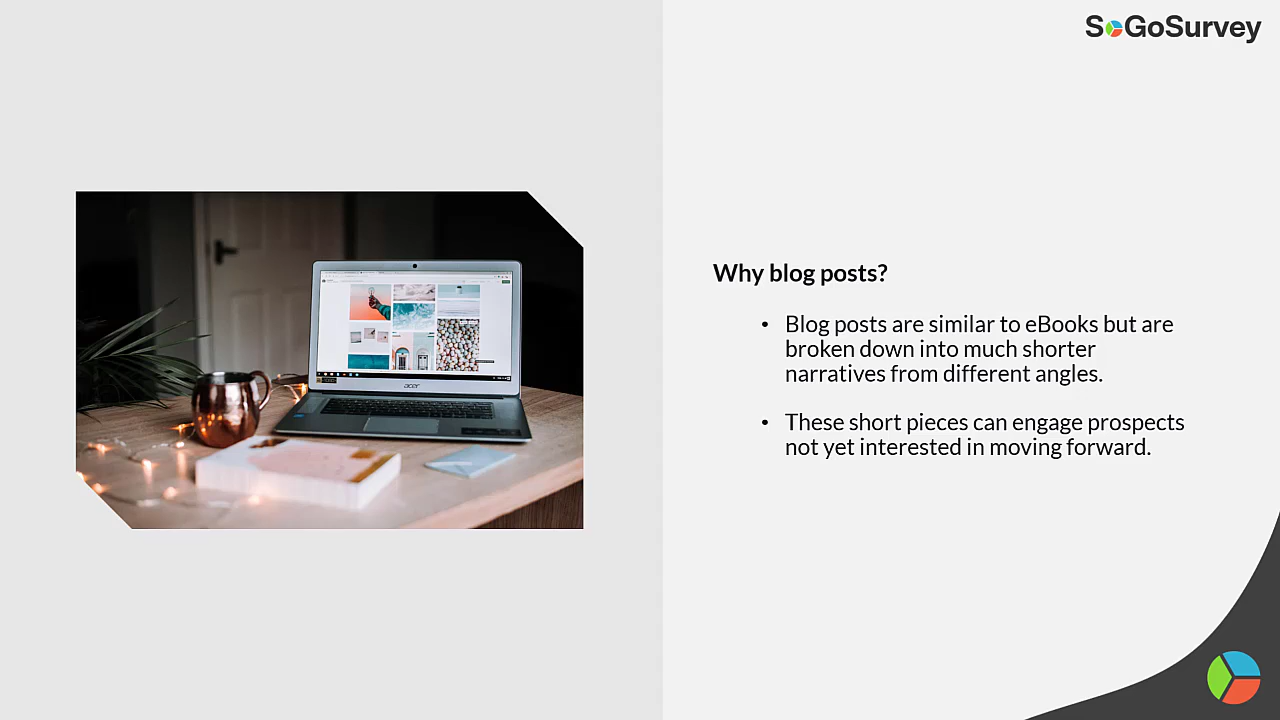 SoGoSurvey
Why blog posts?
• Blog posts are similar to eBooks but are
broken down into much shorter
narratives from different angles.
• These short pieces can engage prospects
not yet interested in moving forward.
acer